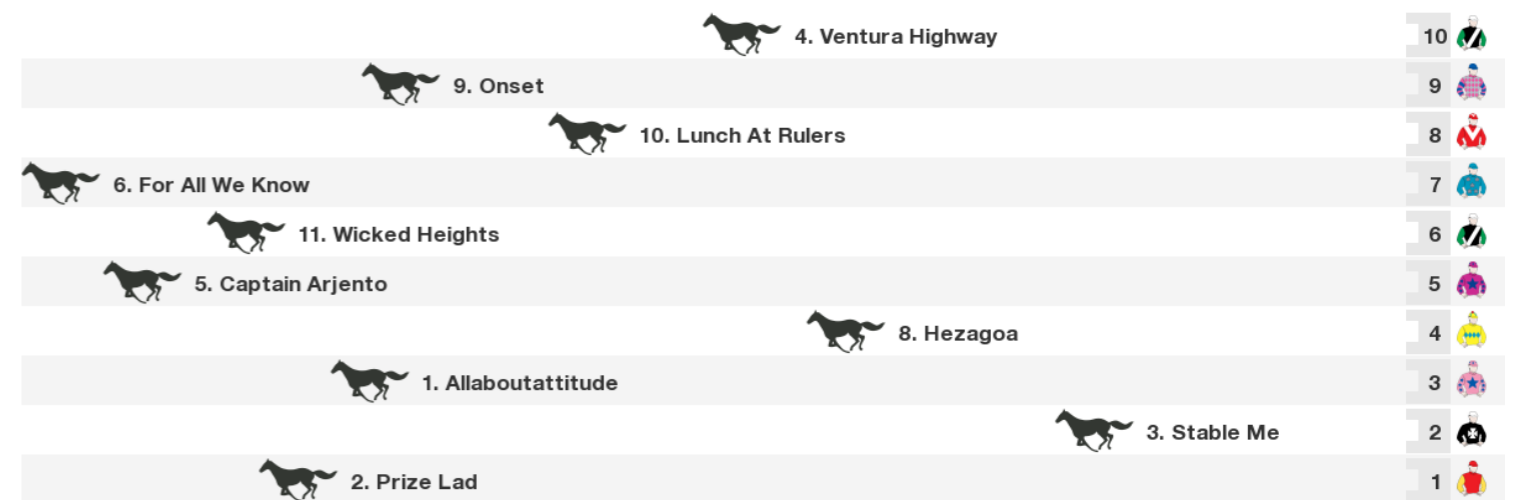 4. Ventura Highway 10
9. Onset 9
10. Lunch At Rulers 8
6. For All We Know 7
11. Wicked Heights 6
5. Captain Arjento 5
8. Hezagoa 4
1. Allaboutattitude 3
3. Stable Me 2
2. Prize Lad 1